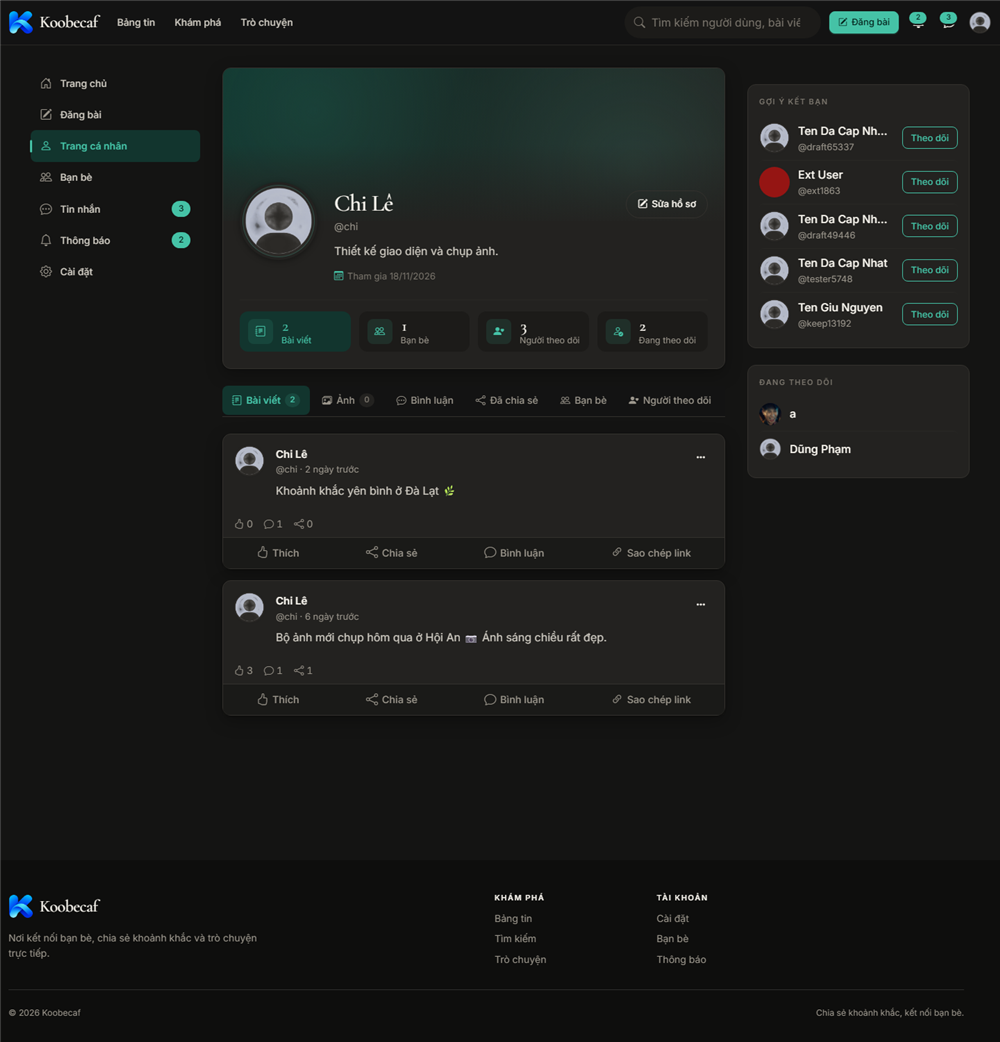 Koobecaf
Bảng tin
Khám phá
Trò chuyện
Tìm kiếm người dùng, bài viế
Đăng bài
2
3
Trang chủ
Đăng bài
Trang cá nhân
Bạn bè
Tin nhắn 3
Thông báo 2
Cài đặt
Chi Lê
@chi
Sửa hồ sơ
Thiết kế giao diện và chụp ảnh.
Tham gia 18/11/2026
2
Bài viết
1
Bạn bè
3
Người theo dõi
2
Đang theo dõi
Bài viết 2
Ảnh 0
Bình luận
Đã chia sẻ
Bạn bè
Người theo dõi
Chi Lê
@chi · 2 ngày trước
Khoảnh khắc yên bình ở Đà Lạt 🌿
0 1 0
Thích
Chia sẻ
Bình luận
Sao chép link
Chi Lê
@chi · 6 ngày trước
Bộ ảnh mới chụp hôm qua ở Hội An 📷 Ánh sáng chiều rất đẹp.
3 1 1
Thích
Chia sẻ
Bình luận
Sao chép link
GỢI Ý KẾT BẠN
Ten Da Cap Nh...
@draft65337
Theo dõi
Ext User
@ext1863
Theo dõi
Ten Da Cap Nh...
@draft49446
Theo dõi
Ten Da Cap Nhat
@tester5748
Theo dõi
Ten Giu Nguyen
@keep13192
Theo dõi
ĐANG THEO DÕI
a
Dũng Phạm
Koobecaf
Nơi kết nối bạn bè, chia sẻ khoảnh khắc và trò chuyện
trực tiếp.
KHÁM PHÁ
Bảng tin
Tìm kiếm
Trò chuyện
TÀI KHOẢN
Cài đặt
Bạn bè
Thông báo
© 2026 Koobecaf
Chia sẻ khoảnh khắc, kết nối bạn bè.